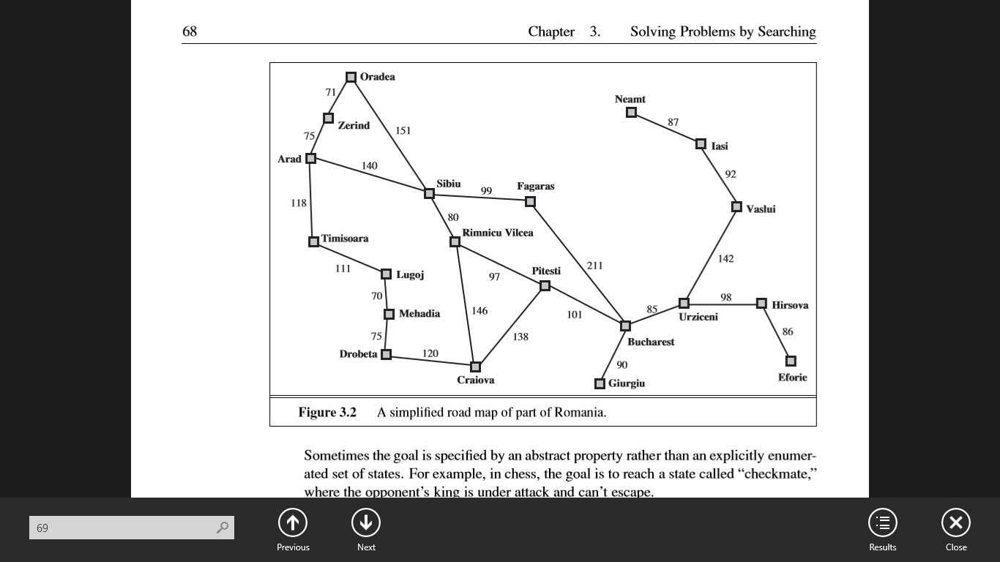 68
Chapter 3. Solving Problems by Searching
Oradea
Neamt
71
87
Zerind
151
75
Iasi
Arad
140
92
Sibiu
99
Fagaras
118
Vaslui
80
Timisoara
Rimnicu Vilcea
142
111
Lugoj
97
Pitesti
211
70
98
Hirsova
Mehadia
146
101
85
Urziceni
75
138
86
Drobeta
120
Bucharest
90
Craiova
Giurgiu
Eforie
Figure 3.2 A simplified road map of part of Romania.
Sometimes the goal is specified by an abstract property rather than an explicitly enumer-
ated set of states. For example, in chess, the goal is to reach a state called “checkmate,”
where the opponent’s king is under attack and can’t escape.
69
Previous
Next
Results
Close